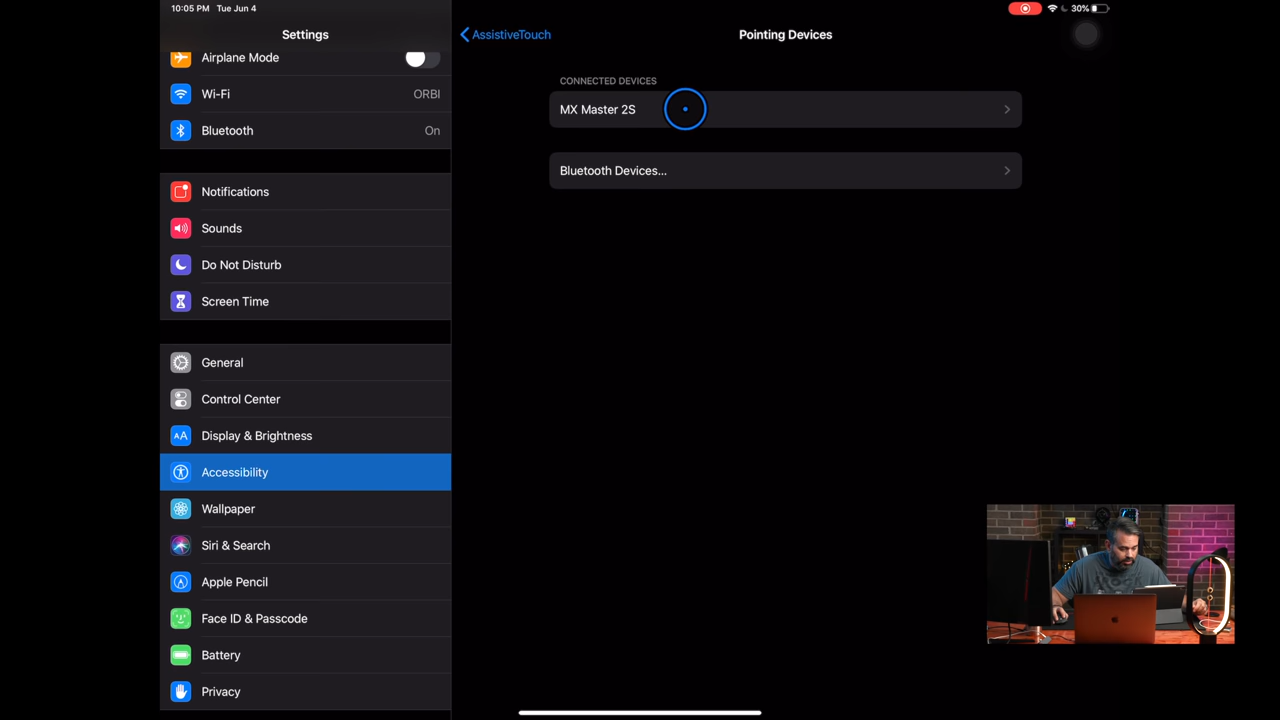 10:05 PM Tue Jun 4
30%
Settings
Airplane Mode
Wi-Fi ORBI
Bluetooth On
Notifications
Sounds
Do Not Disturb
Screen Time
General
Control Center
AA Display & Brightness
Accessibility
Wallpaper
Siri & Search
Apple Pencil
Face ID & Passcode
Battery
Privacy
AssistiveTouch
Pointing Devices
CONNECTED DEVICES
MX Master 2S
Bluetooth Devices...